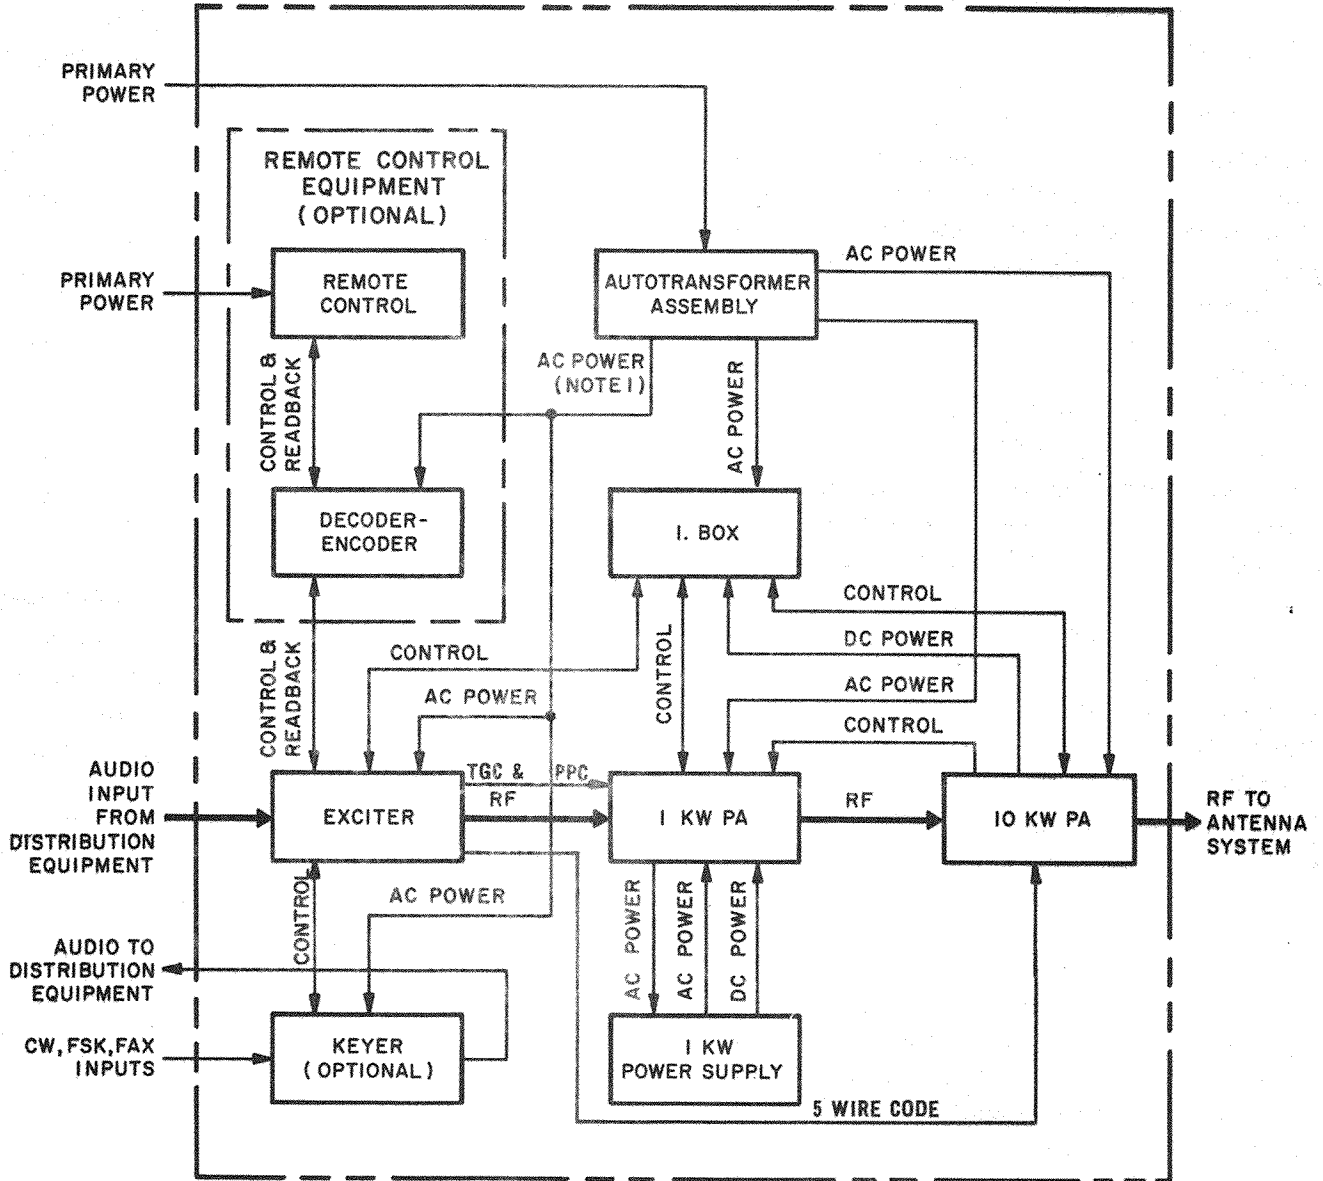 PRIMARY
POWER
REMOTE CONTROL
EQUIPMENT
(OPTIONAL)
PRIMARY
POWER
REMOTE
CONTROL
AUTOTRANSFORMER
ASSEMBLY
AC POWER
CONTROL &
READBACK
AC POWER
(NOTE 1)
AC POWER
DECODER-
ENCODER
I. BOX
CONTROL
DC POWER
AC POWER
CONTROL
CONTROL &
READBACK
CONTROL
AC POWER
CONTROL
AUDIO
INPUT
FROM
DISTRIBUTION
EQUIPMENT
EXCITER
TGC & PPC
RF
1 KW PA
RF
10 KW PA
RF TO
ANTENNA
SYSTEM
CONTROL
AC POWER
AC POWER
AC POWER
DC POWER
AUDIO TO
DISTRIBUTION
EQUIPMENT
CW, FSK, FAX
INPUTS
KEYER
(OPTIONAL)
1 KW
POWER SUPPLY
5 WIRE CODE